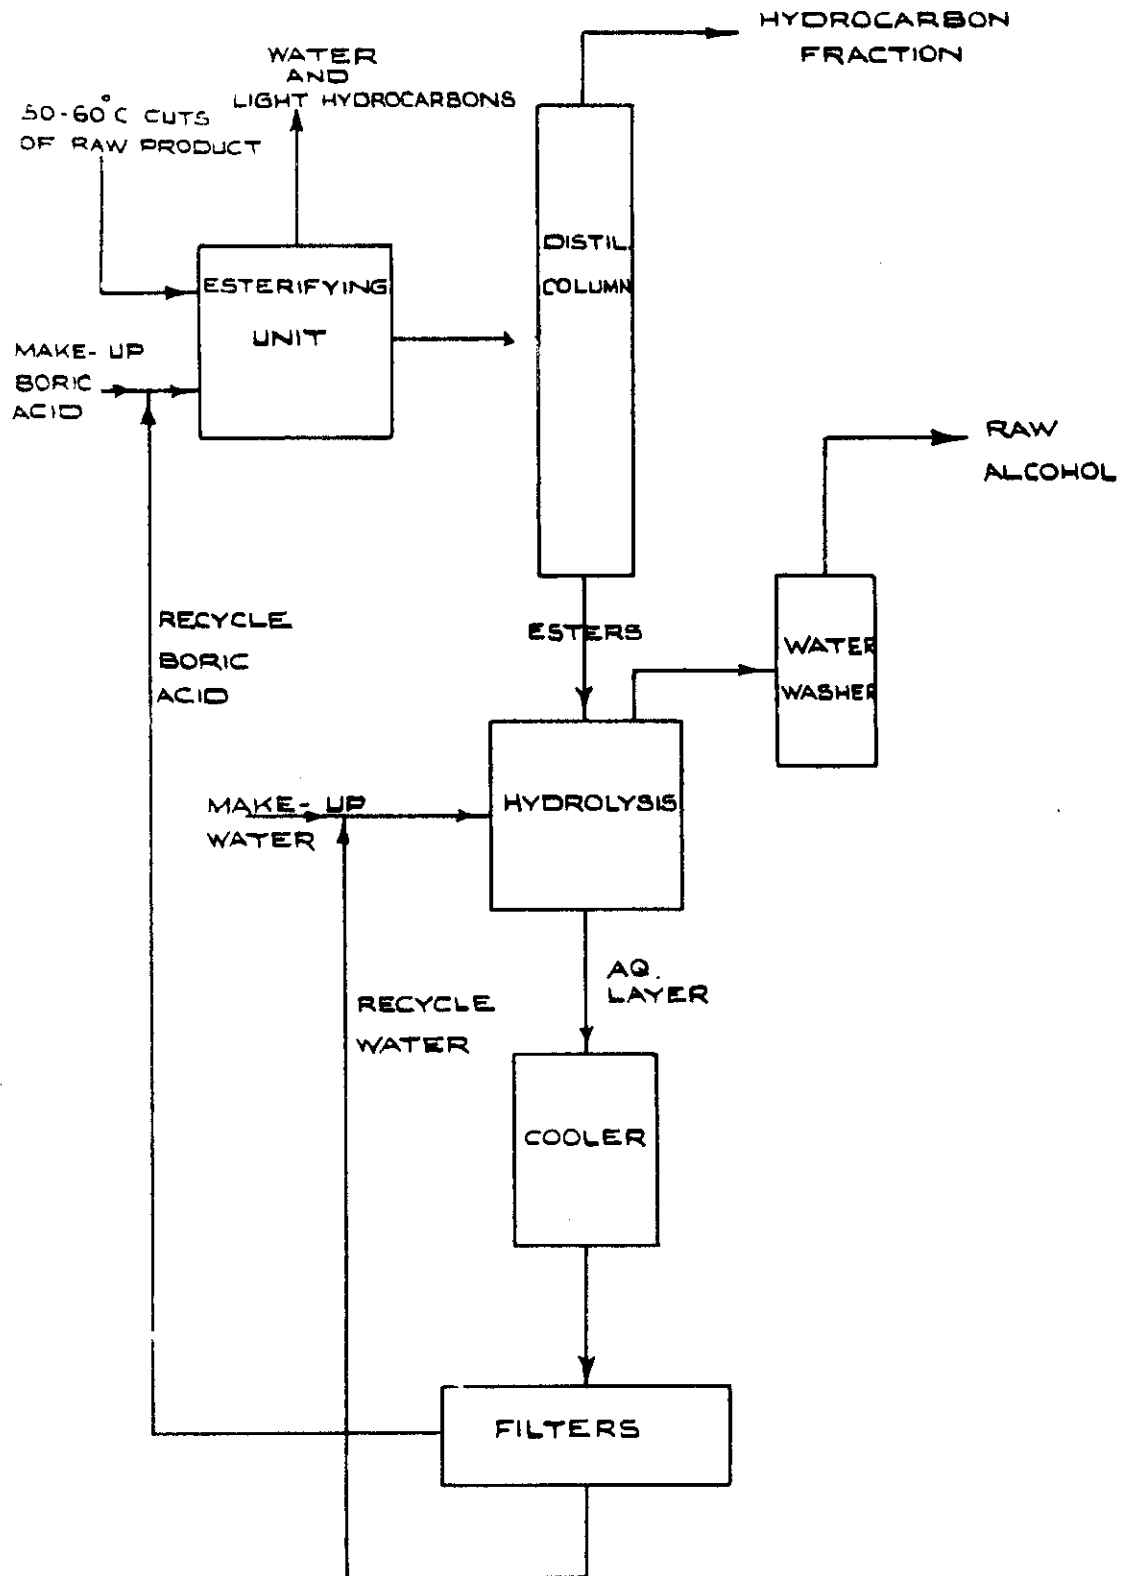 HYDROCARBON
FRACTION
WATER
AND
LIGHT HYDROCARBONS
50-60°C CUTS
OF RAW PRODUCT
DISTIL
COLUMN
ESTERIFYING
UNIT
MAKE-UP
BORIC
ACID
RAW
ALCOHOL
RECYCLE
BORIC
ACID
ESTERS
WATER
WASHER
HYDROLYSIS
MAKE-UP
WATER
AQ.
LAYER
RECYCLE
WATER
COOLER
FILTERS